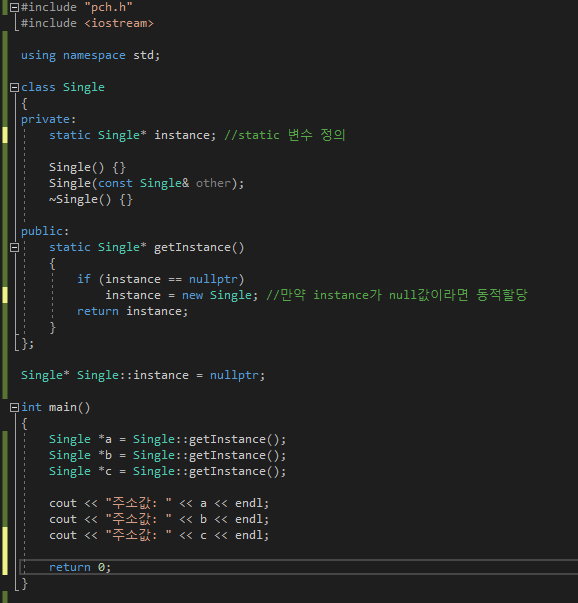 #include "pch.h"
#include <iostream>
using namespace std;
class Single
{
private:
static Single* instance; //static 변수 정의
Single() {}
Single(const Single& other);
~Single() {}
public:
static Single* getInstance()
{
if (instance == nullptr)
instance = new Single; //만약 instance가 null값이라면 동적할당
return instance;
}
};
Single* Single::instance = nullptr;
int main()
{
Single *a = Single::getInstance();
Single *b = Single::getInstance();
Single *c = Single::getInstance();
cout << "주소값: " << a << endl;
cout << "주소값: " << b << endl;
cout << "주소값: " << c << endl;
return 0;
}